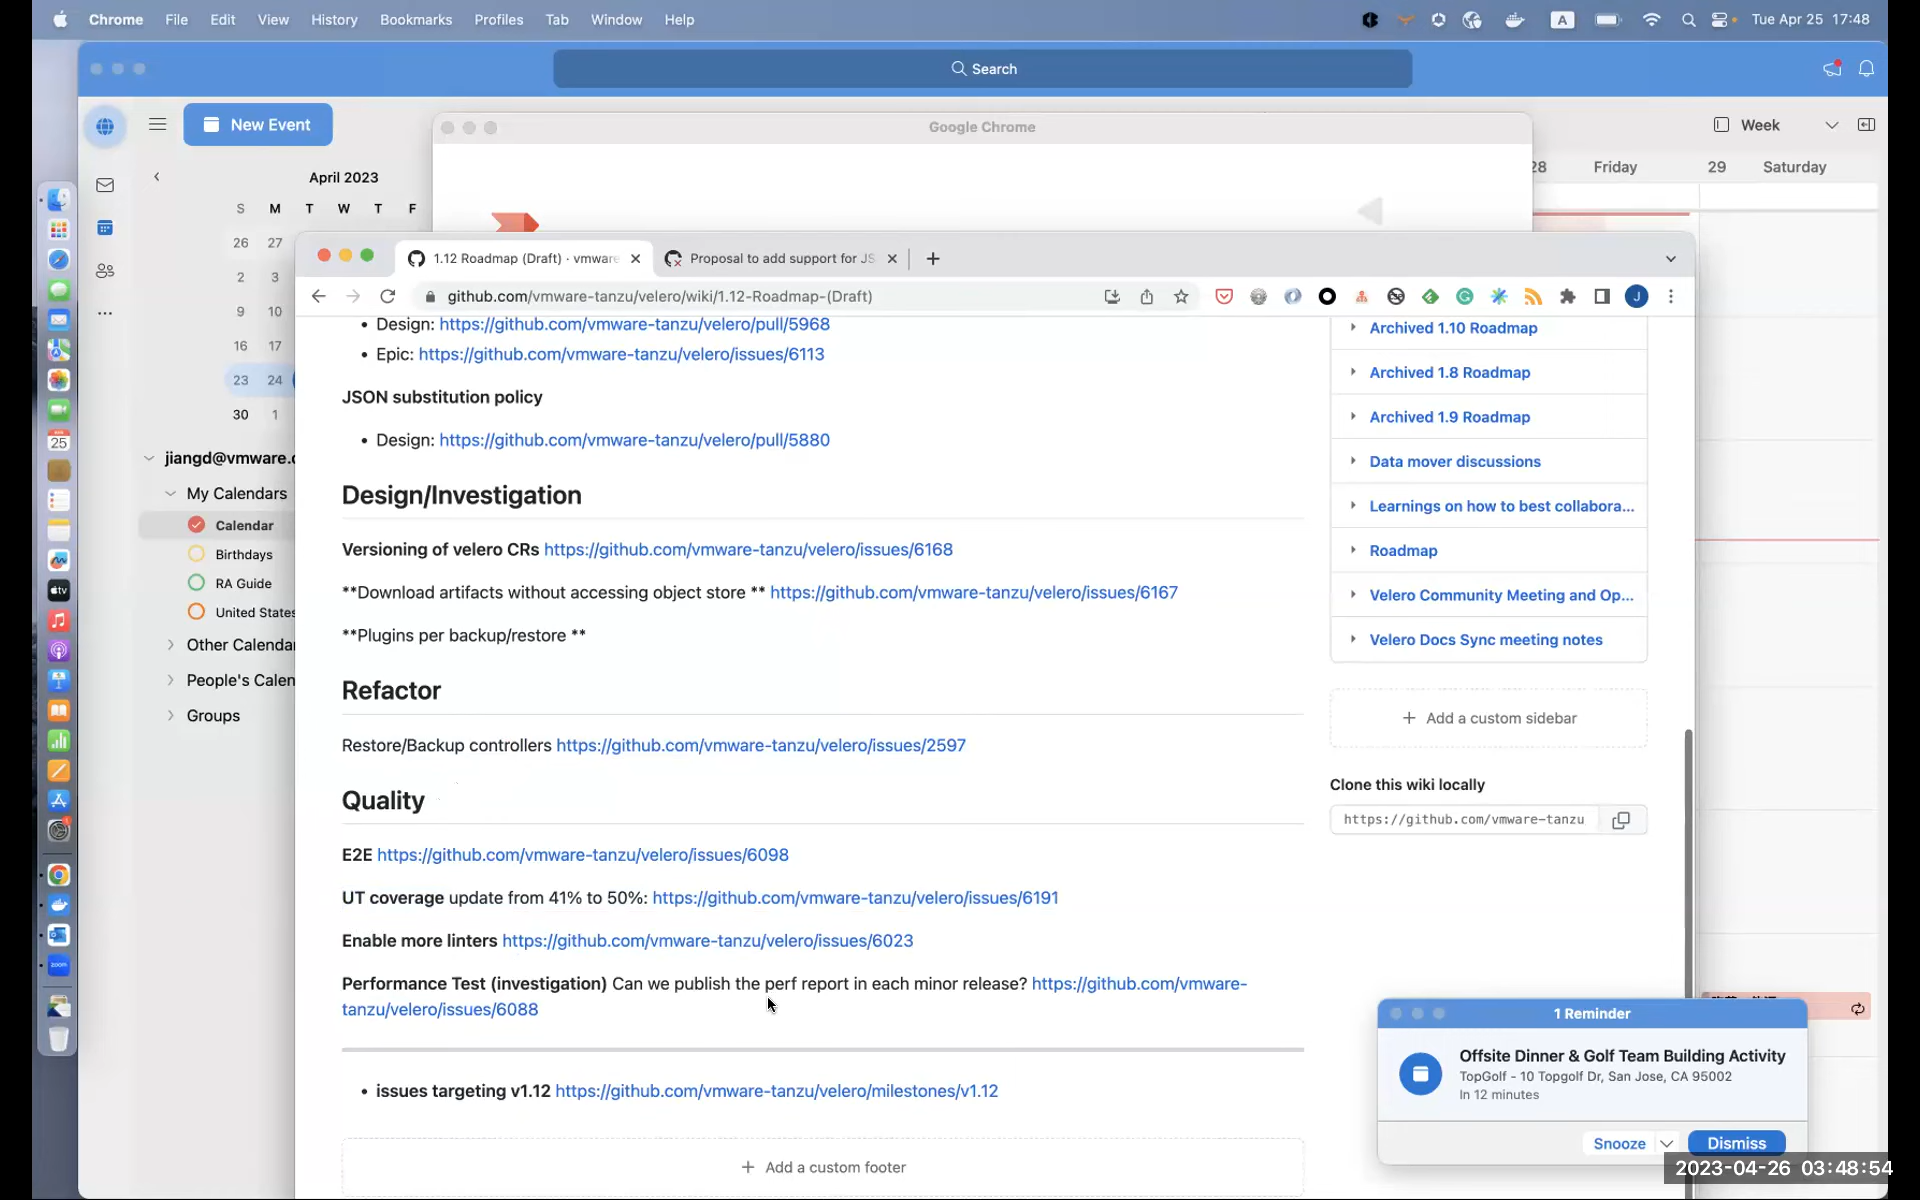 Chrome File Edit View History Bookmarks Profiles Tab Window Help A Tue Apr 25 17:48
Search
New Event
Google Chrome
Week
28 Friday 29 Saturday
April 2023
S M T W T F
26 27
2 3
9 10
16 17
23 24
30 1
jiangd@vmware.c
My Calendars
Calendar
Birthdays
RA Guide
United States
Other Calenda
People's Calen
Groups
25
tv
zoom
1.12 Roadmap (Draft) · vmware
Proposal to add support for JS
github.com/vmware-tanzu/velero/wiki/1.12-Roadmap-(Draft)
J
• Design: https://github.com/vmware-tanzu/velero/pull/5968
• Epic: https://github.com/vmware-tanzu/velero/issues/6113
JSON substitution policy
• Design: https://github.com/vmware-tanzu/velero/pull/5880
Design/Investigation
Versioning of velero CRs https://github.com/vmware-tanzu/velero/issues/6168
**Download artifacts without accessing object store ** https://github.com/vmware-tanzu/velero/issues/6167
**Plugins per backup/restore **
Refactor
Restore/Backup controllers https://github.com/vmware-tanzu/velero/issues/2597
Quality
E2E https://github.com/vmware-tanzu/velero/issues/6098
UT coverage update from 41% to 50%: https://github.com/vmware-tanzu/velero/issues/6191
Enable more linters https://github.com/vmware-tanzu/velero/issues/6023
Performance Test (investigation) Can we publish the perf report in each minor release? https://github.com/vmware-
tanzu/velero/issues/6088
• issues targeting v1.12 https://github.com/vmware-tanzu/velero/milestones/v1.12
+ Add a custom footer
Archived 1.10 Roadmap
Archived 1.8 Roadmap
Archived 1.9 Roadmap
Data mover discussions
Learnings on how to best collabora...
Roadmap
Velero Community Meeting and Op...
Velero Docs Sync meeting notes
+ Add a custom sidebar
Clone this wiki locally
https://github.com/vmware-tanzu
1 Reminder
Offsite Dinner & Golf Team Building Activity
TopGolf - 10 Topgolf Dr, San Jose, CA 95002
In 12 minutes
Snooze Dismiss
2023-04-26 03:48:54